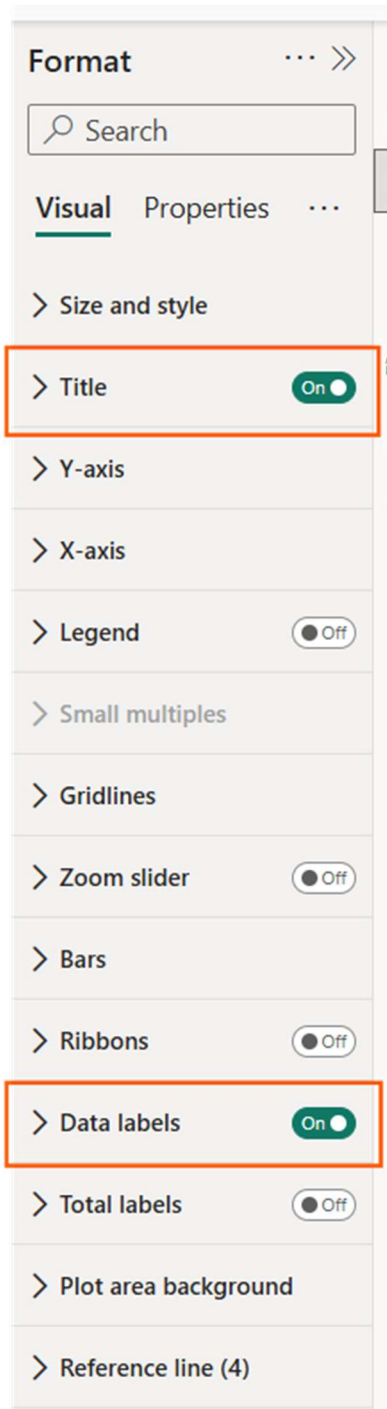 Format ...
Search
Visual Properties ...
Size and style
Title On
Y-axis
X-axis
Legend Off
Small multiples
Gridlines
Zoom slider Off
Bars
Ribbons Off
Data labels On
Total labels Off
Plot area background
Reference line (4)